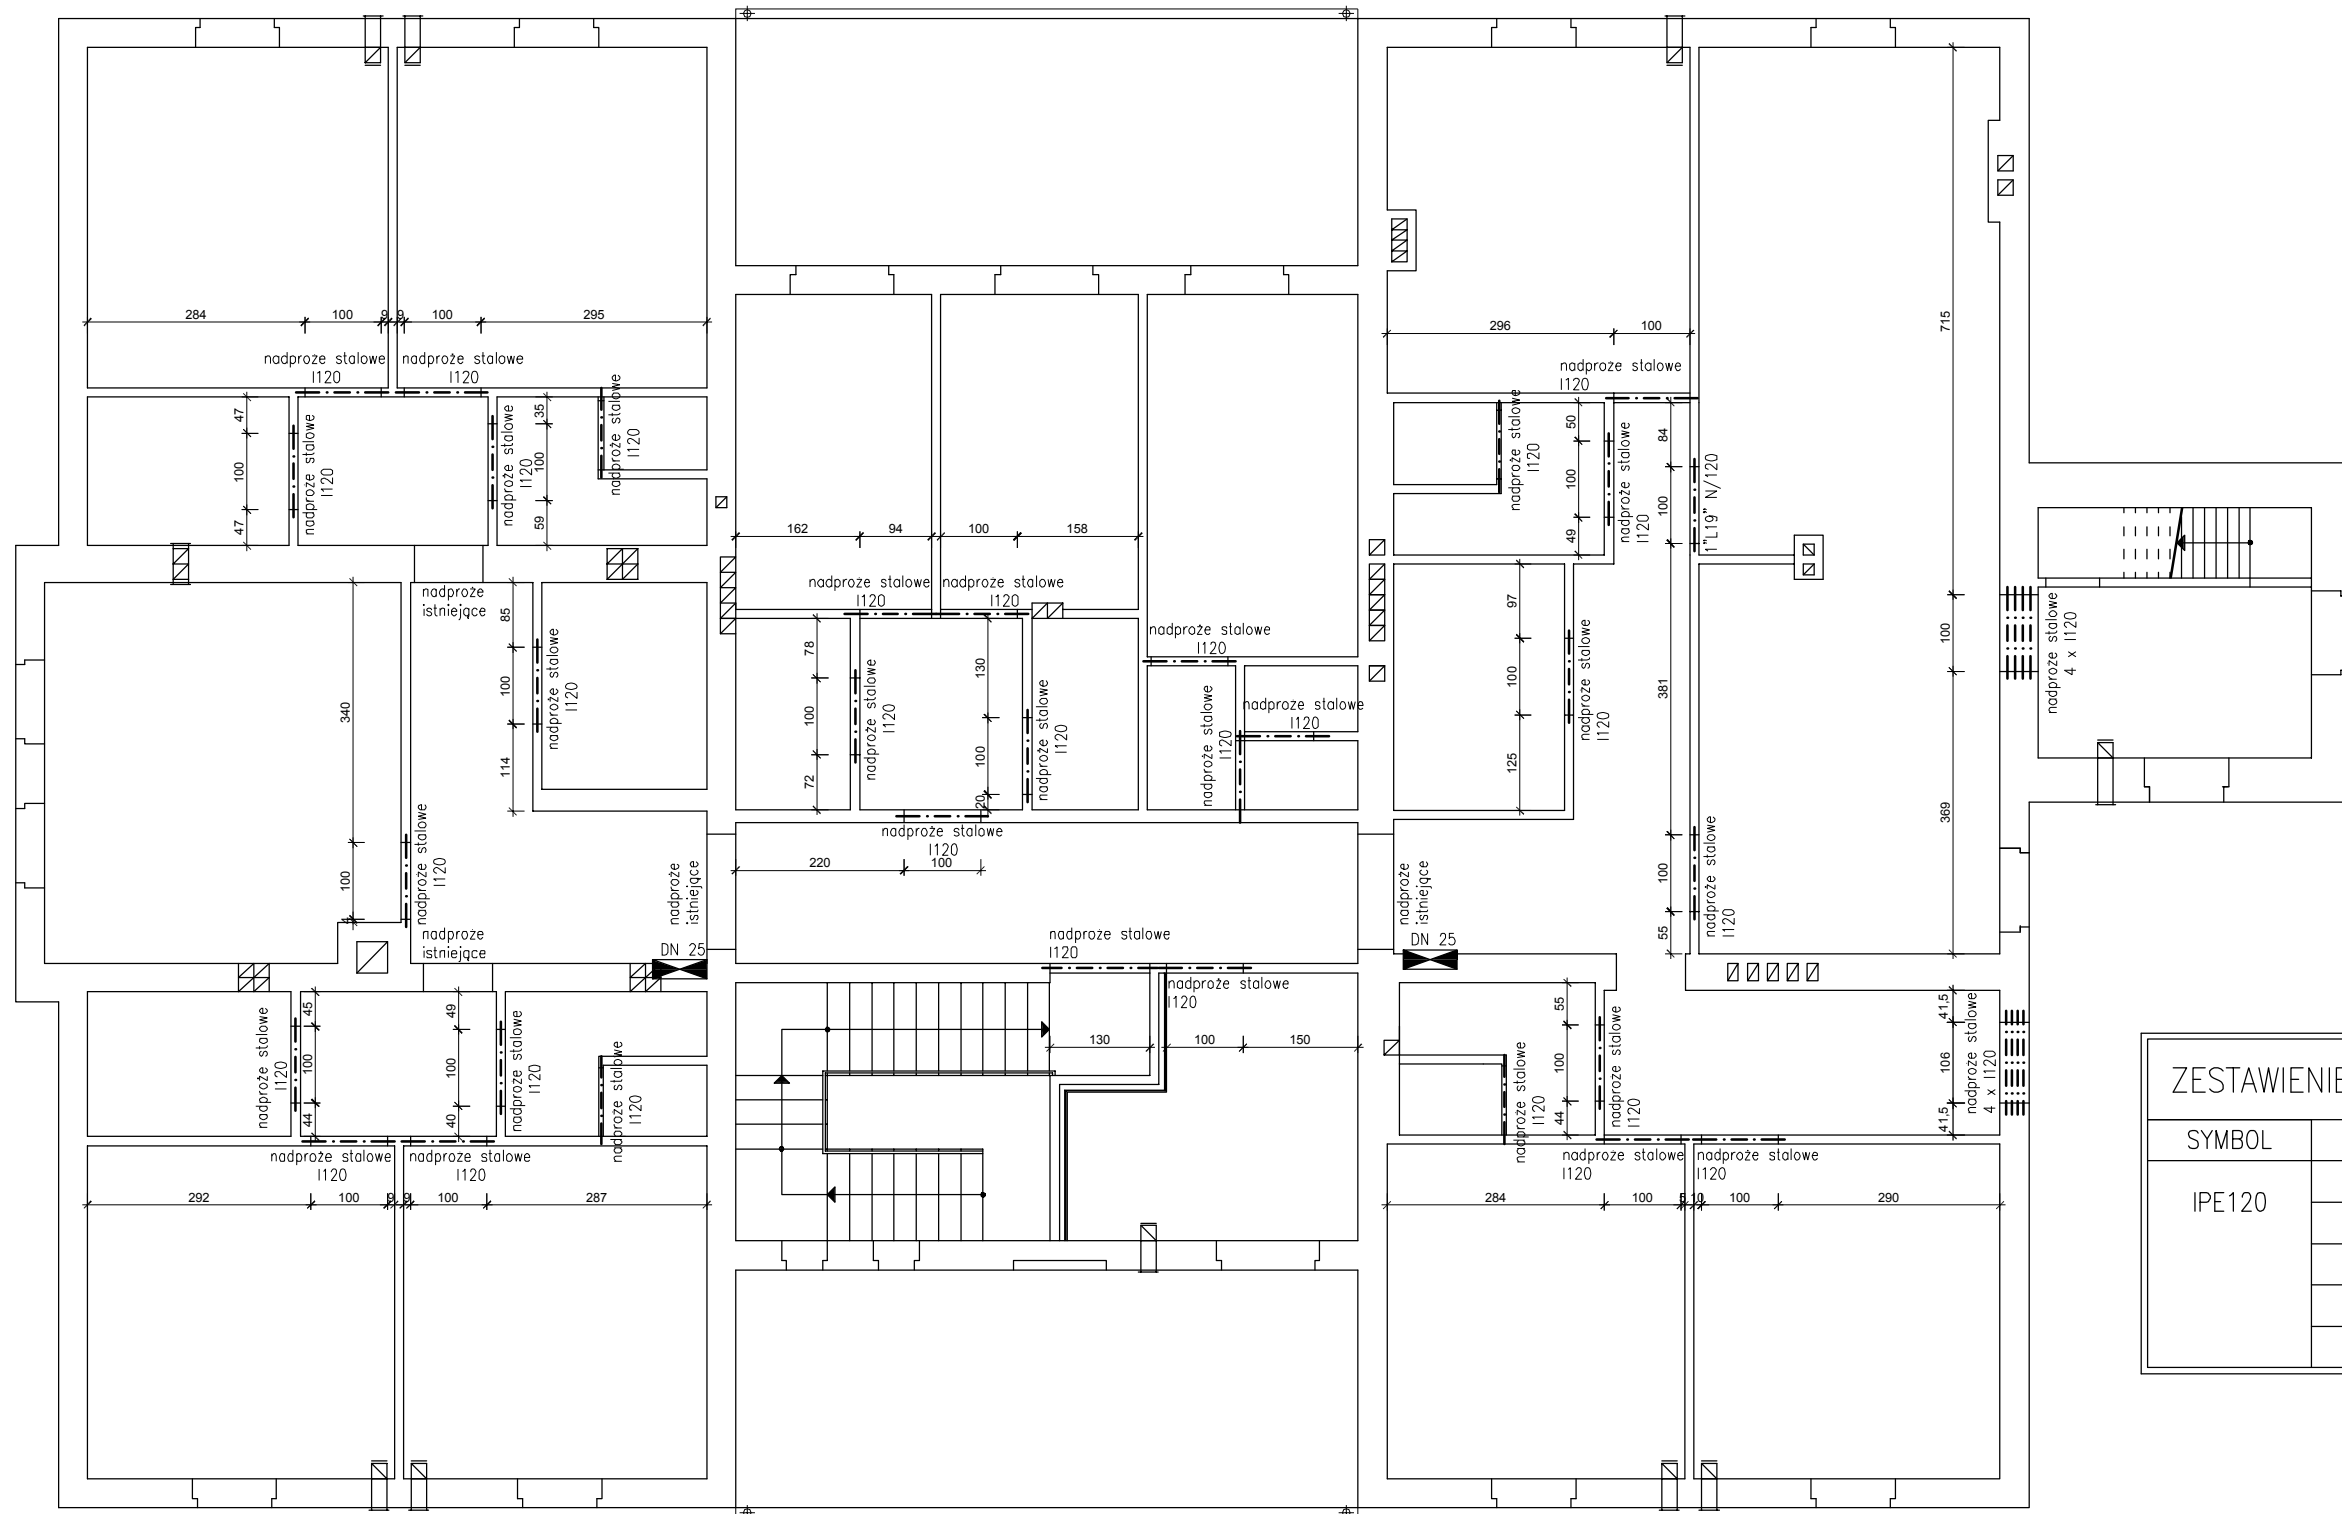 284
100
9
9
100
295
nadproże stalowe
I120
nadproże stalowe
I120
47
100
47
nadproże stalowe
I120
nadproże stalowe
I120
35
100
59
nadproże stalowe
I120
296
100
nadproże stalowe
I120
nadproże stalowe
I120
50
100
49
nadproże stalowe
I120
84
100
1"L19" N/120
715
162
94
100
158
nadproże stalowe
I120
nadproże stalowe
I120
nadproże
istniejące
85
100
114
nadproże stalowe
I120
340
100
nadproże stalowe
I120
78
100
72
nadproże stalowe
I120
130
100
20
nadproże stalowe
I120
nadproże stalowe
I120
nadproże stalowe
I120
nadproże stalowe
I120
97
100
125
nadproże stalowe
I120
381
100
55
nadproże stalowe
I120
100
369
nadproże stalowe
4 x I120
nadproże stalowe
I120
220
100
nadproże
istniejące
nadproże
istniejące
nadproże
istniejące
DN 25
DN 25
nadproże stalowe
I120
nadproże stalowe
I120
130
100
150
nadproże stalowe
I120
45
100
44
49
100
40
nadproże stalowe
I120
nadproże stalowe
I120
nadproże stalowe
I120
nadproże stalowe
I120
292
100
9
9
100
287
55
100
44
nadproże stalowe
I120
nadproże stalowe
I120
41,5
106
41,5
nadproże stalowe
4 x I120
nadproże stalowe
I120
nadproże stalowe
I120
284
100
5
10
100
290
ZESTAWIENIE
SYMBOL
IPE120